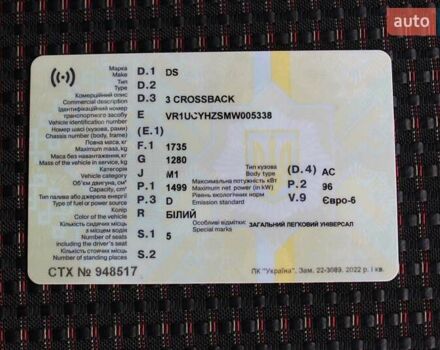 auto
Марка D.1 DS
Make
Тип D.2
Type
Комерційний опис D.3 3 CROSSBACK
Commercial description
Ідентифікаційний номер
транспортного засобу E VR1UCYHZSMW005338
Vehicle identification number
Номер шасі (кузова, рами) (E.1)
Chassis number (body, frame)
Повна маса, кг F.1 1735
Maximum mass, kg
Маса без навантаження, кг G 1280
Mass of the vehicle in service, kg
Категорія J M1 Тип кузова (D.4) AC
Vehicle category Body type
Об'єм двигуна, см³ P.1 1499 Максимальна потужність кВт P.2 96
Capacity, cm³ Maximum net power (in kW)
Тип палива або джерела енергії P.3 D Рівень екологічних норм V.9 Євро-6
Type of fuel or power source Emission standard
Колір R БІЛИЙ
Color of the vehicle
Кількість сидячих місць Особливі відмітки: ЗАГАЛЬНИЙ ЛЕГКОВИЙ УНІВЕРСАЛ
з місцем водія Special marks
Number of seats S.1 5
including the driver's seat
Кількість стоячих місць S.2
Number of standing places
СТХ № 948517
ПК "Україна", Зам. 22-3089. 2022 р. І кв.